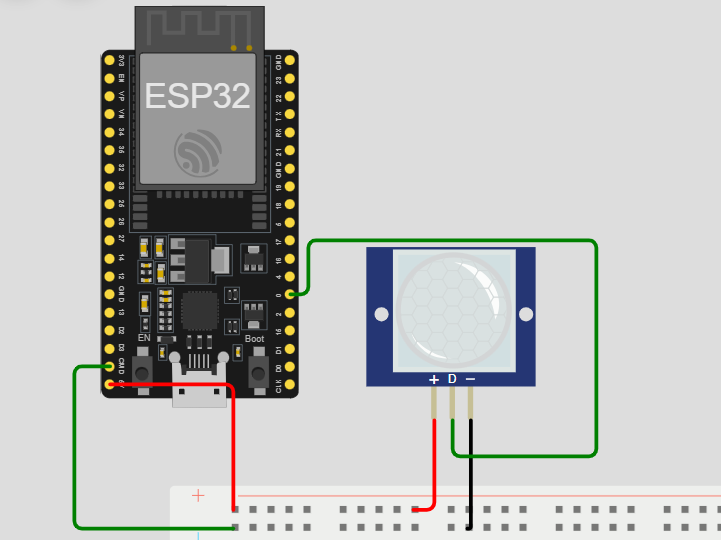 ESP32
3V3
EN
VP
VN
34
35
32
33
25
26
27
14
12
GND
13
D2
D3
CMD
5V
GND
23
22
TX
RX
21
GND
19
18
5
17
16
4
0
2
15
D1
D0
CLK
EN
Boot
+ D −
+